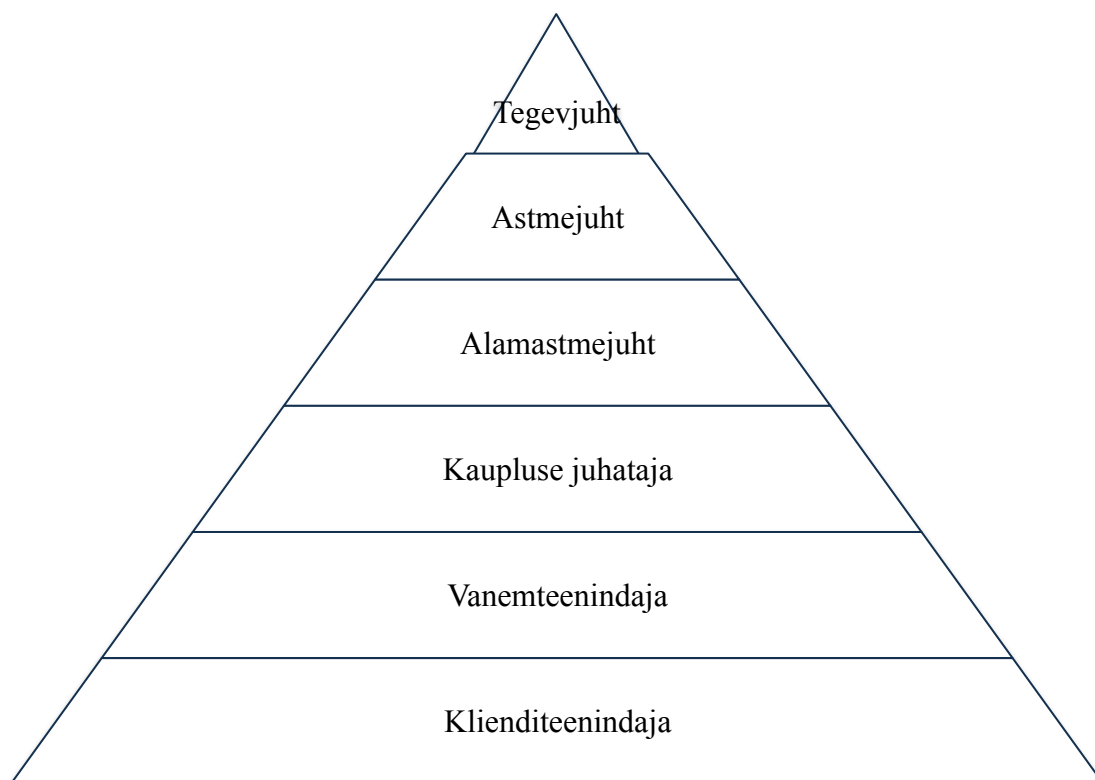 Tegevjuht
Astmejuht
Alamastmejuht
Kaupluse juhataja
Vanemteenindaja
Klienditeenindaja